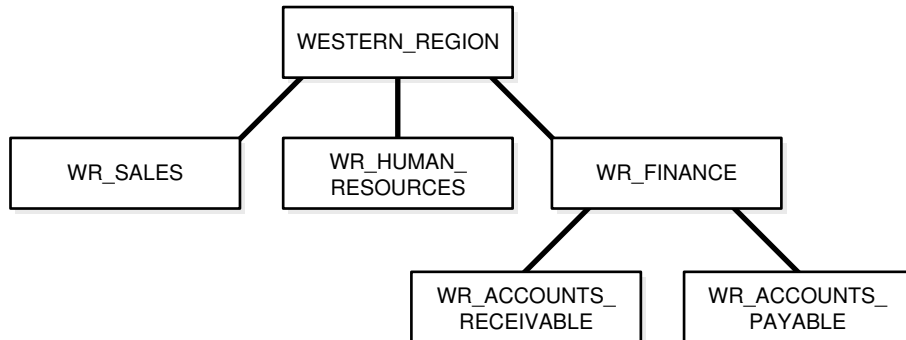 WESTERN_REGION
WR_SALES
WR_HUMAN_
RESOURCES
WR_FINANCE
WR_ACCOUNTS_
RECEIVABLE
WR_ACCOUNTS_
PAYABLE